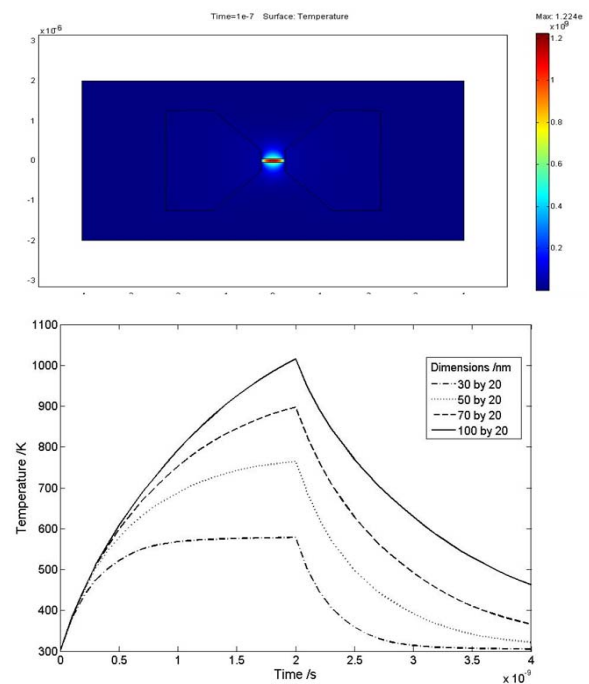 Time=1e-7 Surface: Temperature
Max: 1.224e
x10⁻⁶
x10⁹
3
2
1
0
-1
-2
-3
1.2
1
0.8
0.6
0.4
0.2
1100
1000
900
800
700
600
500
400
300
Temperature /K
Dimensions /nm
30 by 20
50 by 20
70 by 20
100 by 20
0 0.5 1 1.5 2 2.5 3 3.5 4
Time /s
x 10⁻⁹